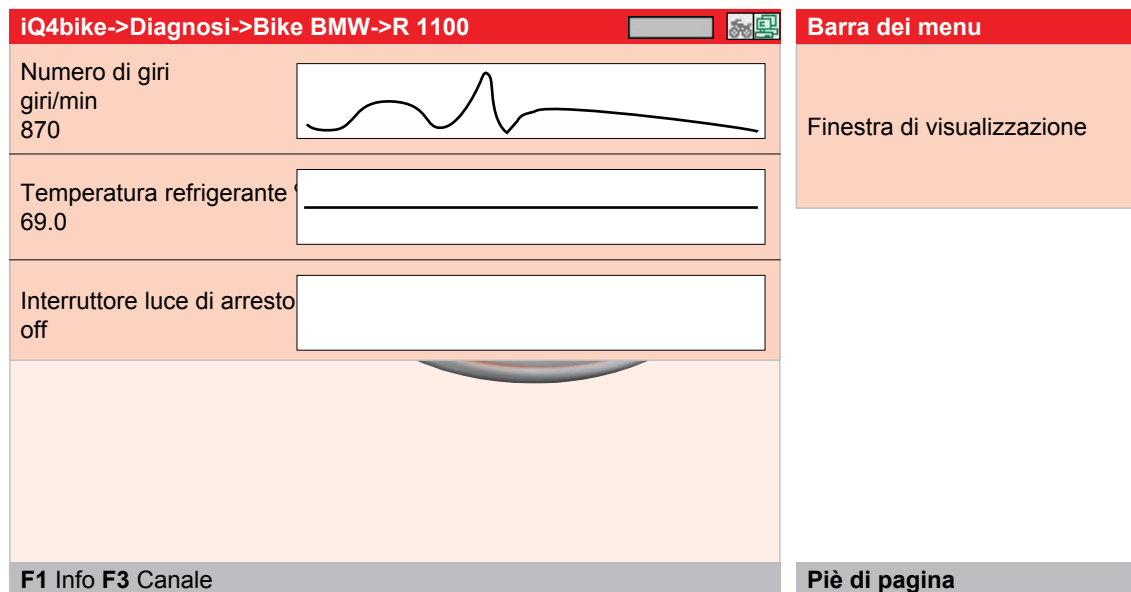 iQ4bike->Diagnosi->Bike BMW->R 1100
Barra dei menu
Numero di giri
giri/min
870
Finestra di visualizzazione
Temperatura refrigerante °
69.0
Interruttore luce di arresto
off
F1 Info F3 Canale
Piè di pagina